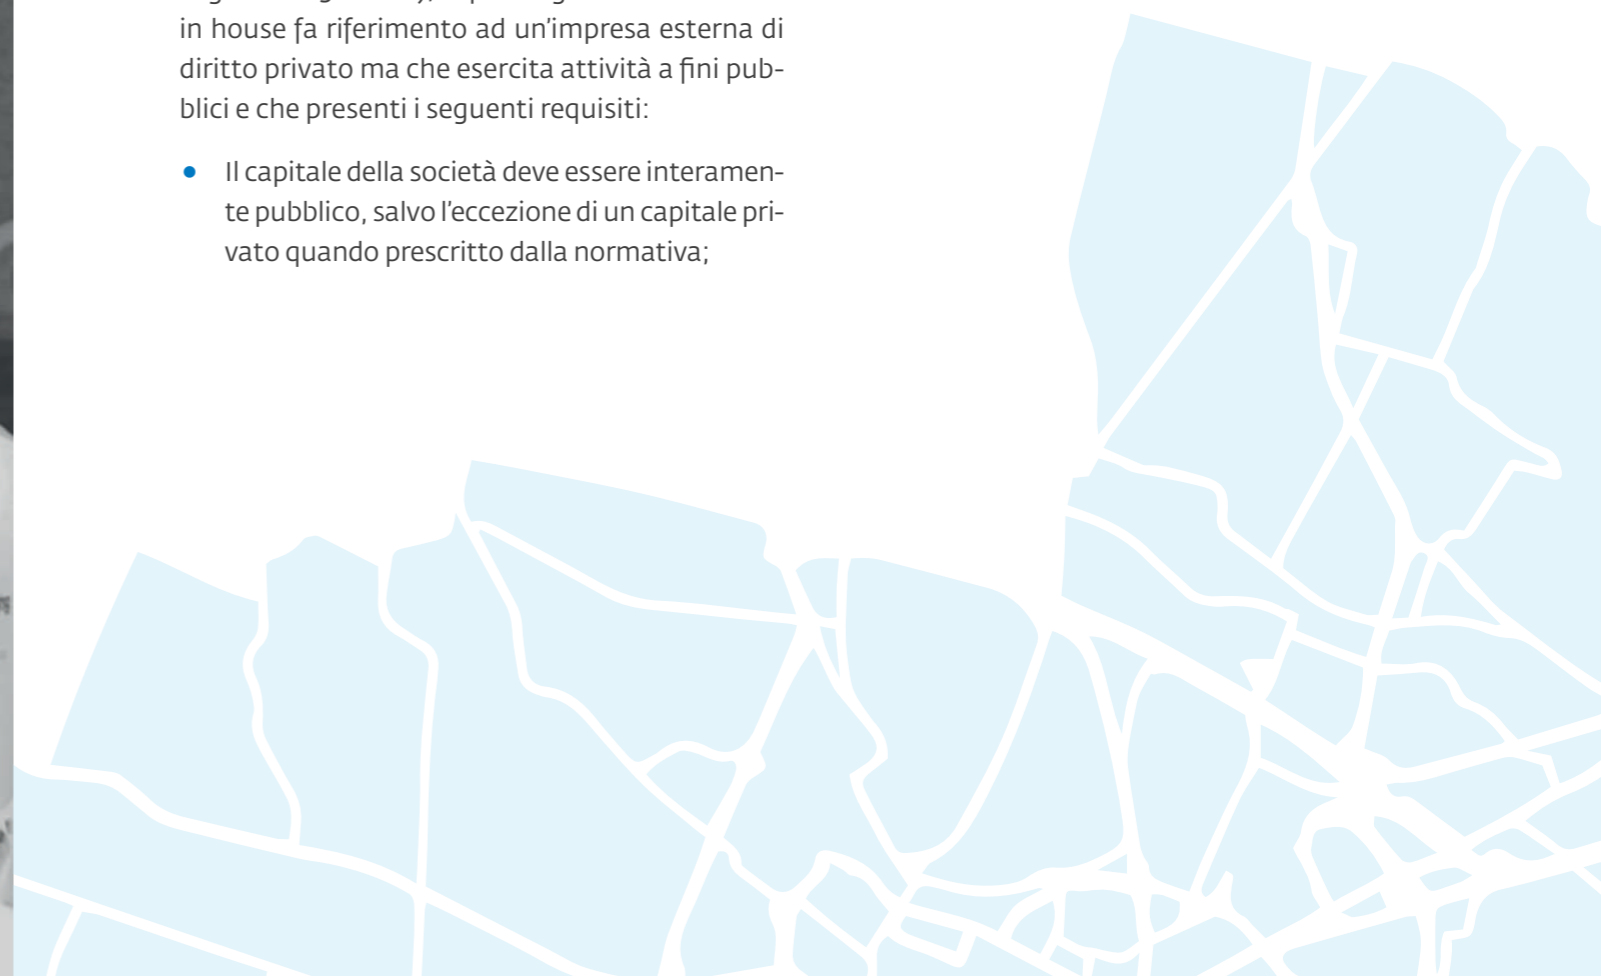 in house fa riferimento ad un'impresa esterna di
diritto privato ma che esercita attività a fini pub-
blici e che presenti i seguenti requisiti:
• Il capitale della società deve essere interamen-
te pubblico, salvo l'eccezione di un capitale pri-
vato quando prescritto dalla normativa;